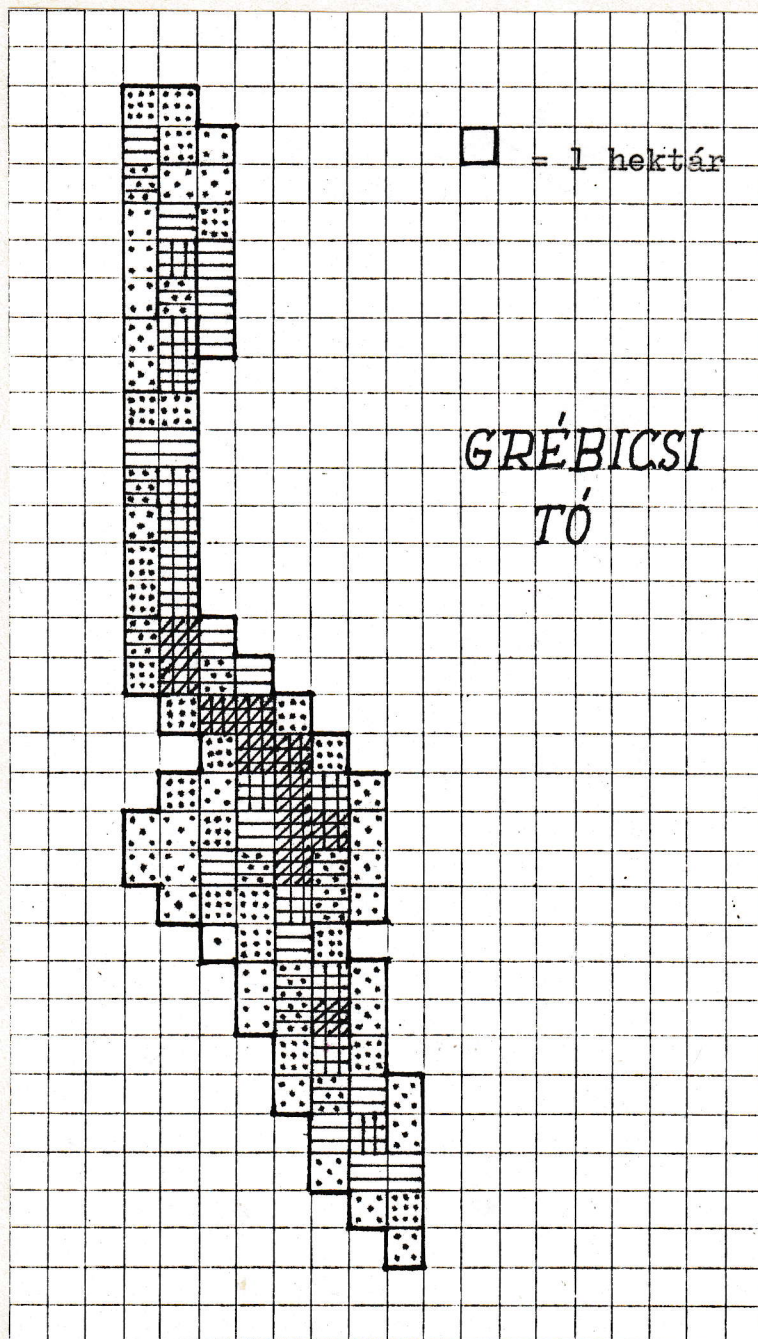 = 1 hektár
GRÉBICSI
TÓ